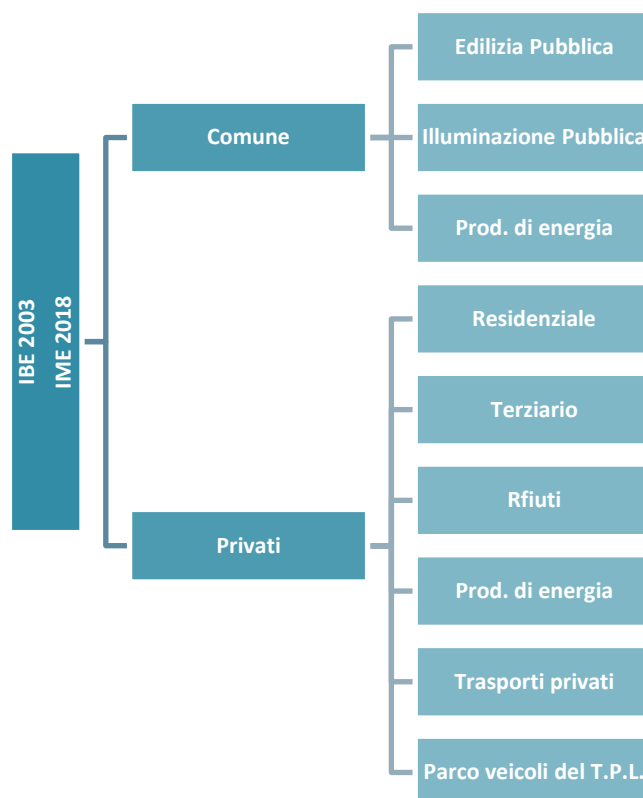 IBE 2003
IME 2018
Comune
Edilizia Pubblica
Illuminazione Pubblica
Prod. di energia
Privati
Residenziale
Terziario
Rfiuti
Prod. di energia
Trasporti privati
Parco veicoli del T.P.L.